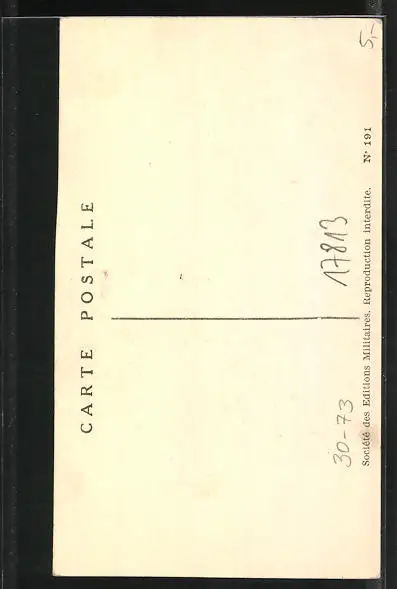 CARTE POSTALE
17813
30-73
Société des Editions Militaires. Reproduction interdite. N° 191
5,-